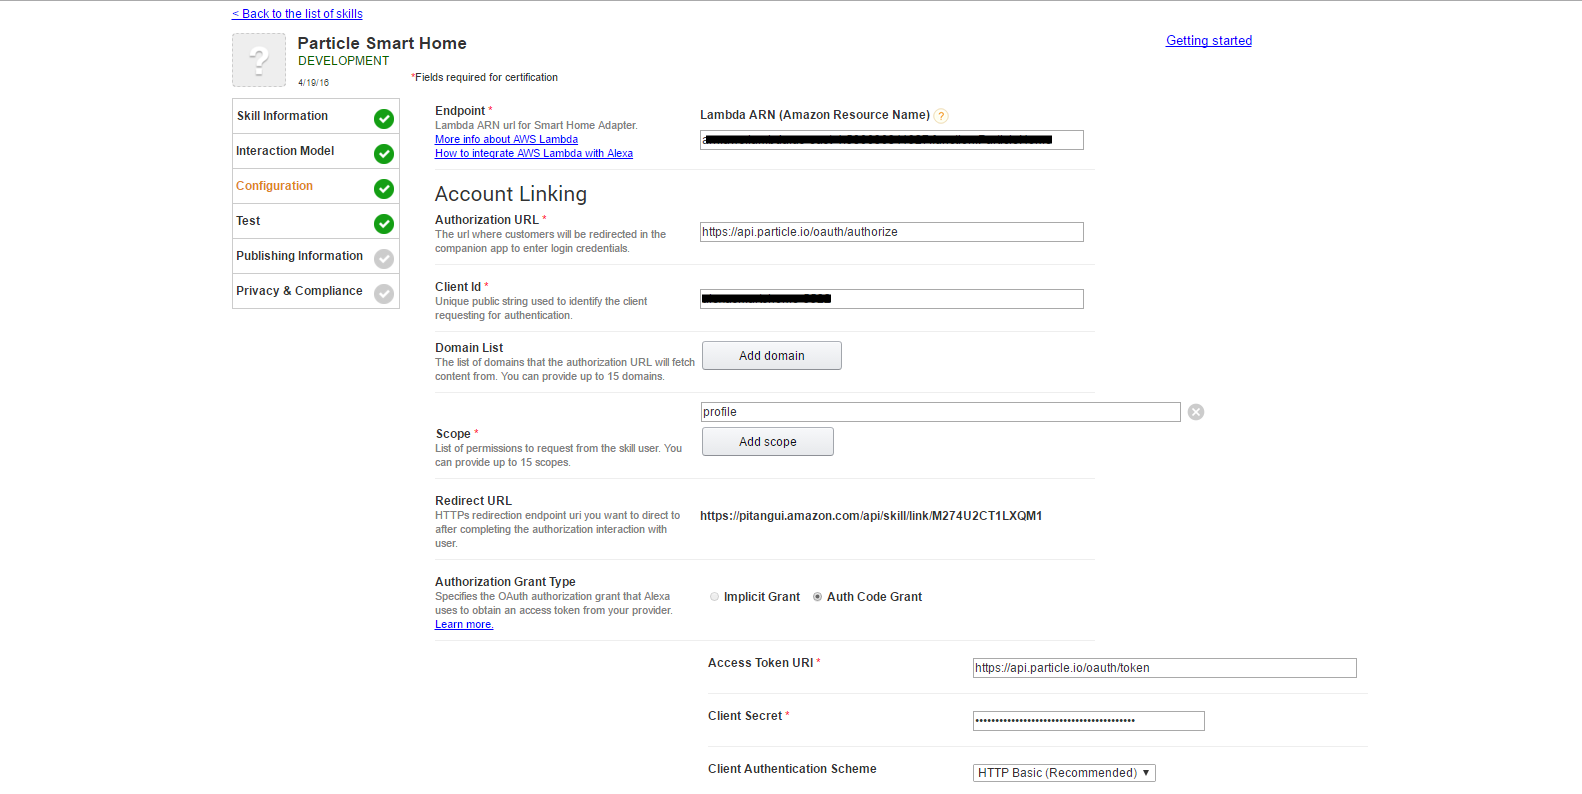 < Back to the list of skills
Particle Smart Home
DEVELOPMENT
4/19/16
Getting started
*Fields required for certification
Skill Information
Interaction Model
Configuration
Test
Publishing Information
Privacy & Compliance
Endpoint *
Lambda ARN url for Smart Home Adapter.
More info about AWS Lambda
How to integrate AWS Lambda with Alexa
Lambda ARN (Amazon Resource Name) ?
Account Linking
Authorization URL *
The url where customers will be redirected in the
companion app to enter login credentials.
https://api.particle.io/oauth/authorize
Client Id *
Unique public string used to identify the client
requesting for authentication.
Domain List
The list of domains that the authorization URL will fetch
content from. You can provide up to 15 domains.
Add domain
profile
Scope *
List of permissions to request from the skill user. You
can provide up to 15 scopes.
Add scope
Redirect URL
HTTPs redirection endpoint uri you want to direct to
after completing the authorization interaction with
user.
https://pitangui.amazon.com/api/skill/link/M274U2CT1LXQM1
Authorization Grant Type
Specifies the OAuth authorization grant that Alexa
uses to obtain an access token from your provider.
Learn more.
Implicit Grant
Auth Code Grant
Access Token URI *
https://api.particle.io/oauth/token
Client Secret *
Client Authentication Scheme
HTTP Basic (Recommended)